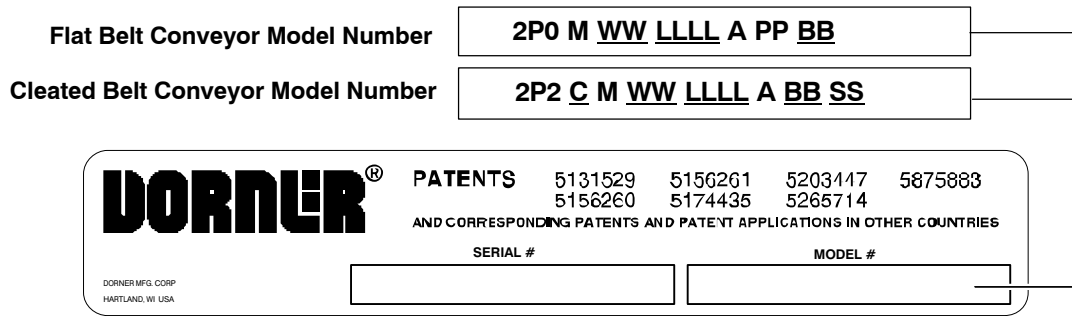 Flat Belt Conveyor Model Number
2P0 M WW LLLL A PP BB
Cleated Belt Conveyor Model Number
2P2 C M WW LLLL A BB SS
DORNER®
PATENTS 5131529 5156261 5203447 5875883
5156260 5174435 5265714
AND CORRESPONDING PATENTS AND PATENT APPLICATIONS IN OTHER COUNTRIES
SERIAL # MODEL #
DORNER MFG. CORP
HARTLAND, WI USA